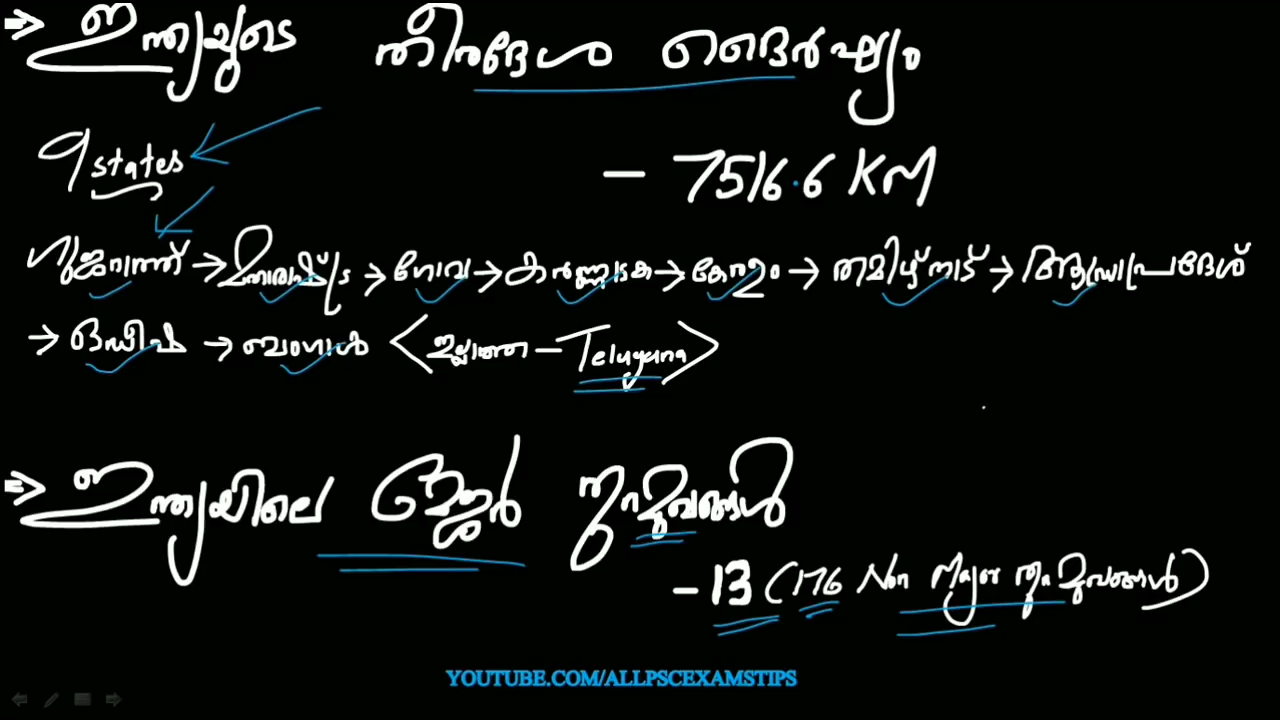 ⇒ ഇന്ത്യയുടെ തീരദേശ ദൈർഘ്യം
9 states
– 7516.6 KM
ഗുജറാത്ത് → മഹാരാഷ്ട്ര → ഗോവ → കർണ്ണാടക → കേരളം → തമിഴ്നാട് → ആന്ധ്രാപ്രദേശ്
→ ഒഡീഷ → ബംഗാൾ < ഇല്ലാത്ത – Telugana >
⇒ ഇന്ത്യയിലെ മേജർ തുറമുഖങ്ങൾ
– 13 (176 Non Major തുറമുഖങ്ങൾ)
YOUTUBE.COM/ALLPSCEXAMSTIPS